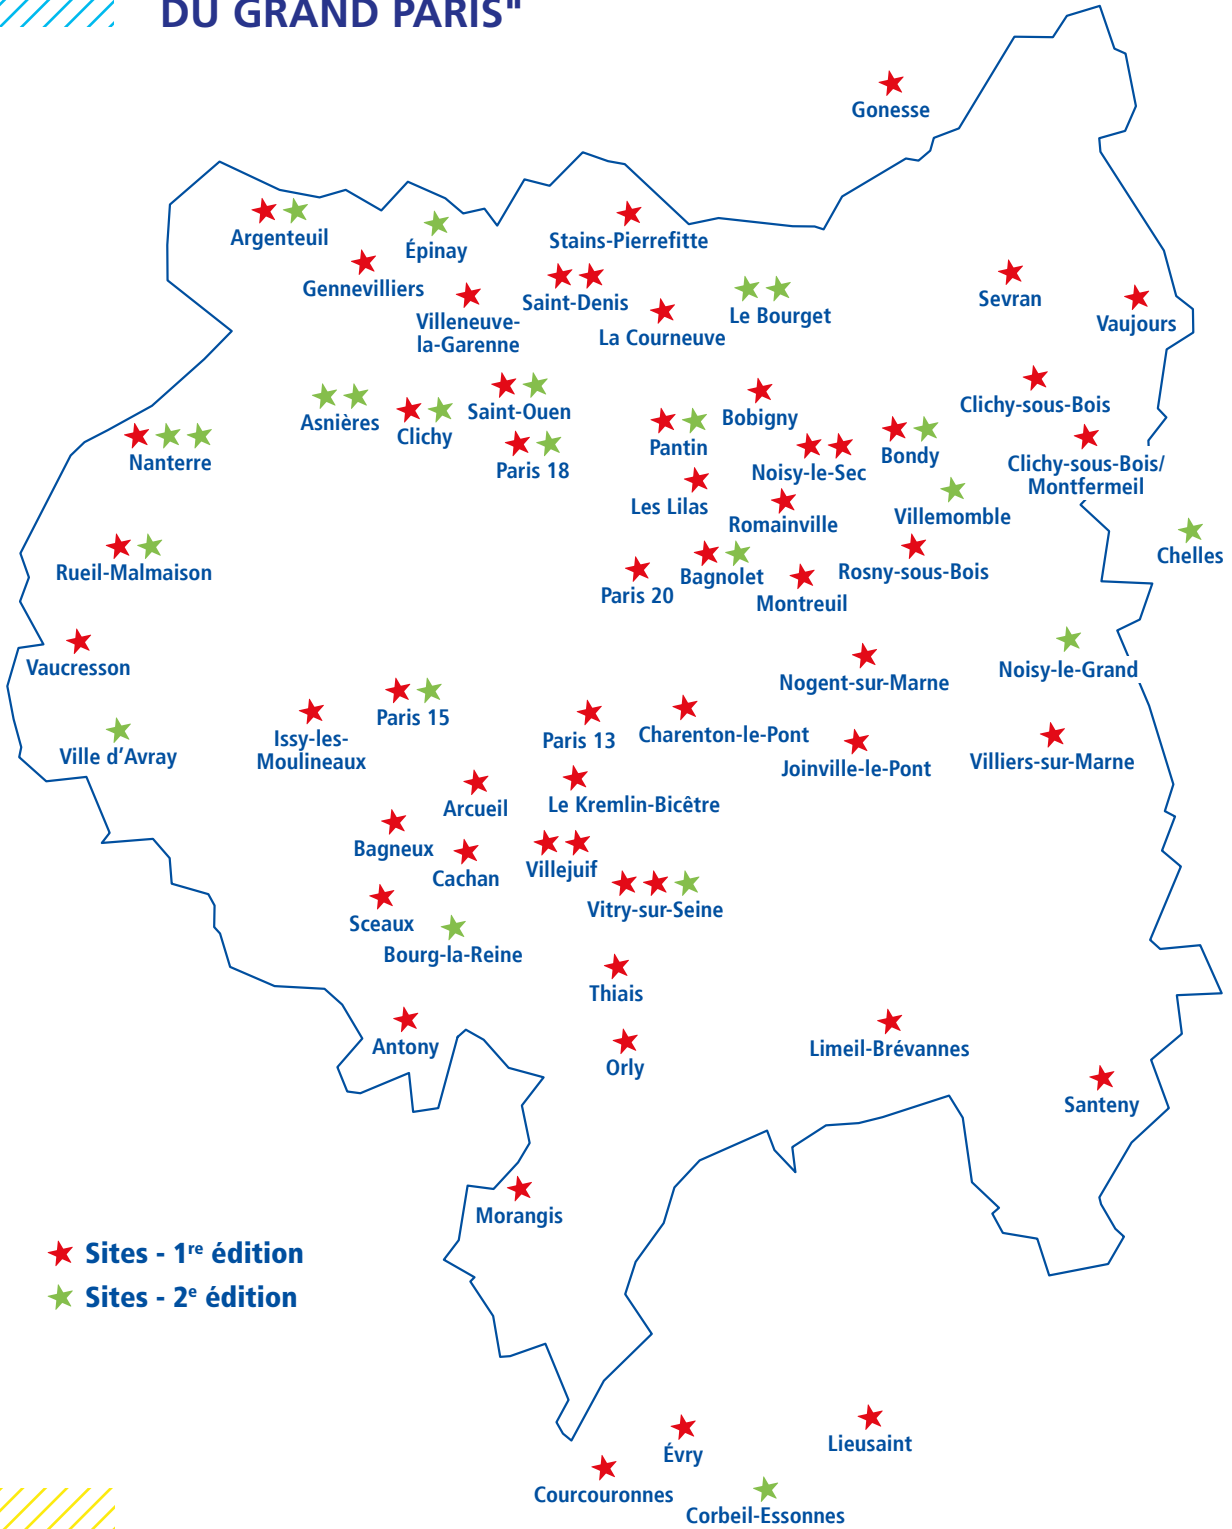 DU GRAND PARIS"
Gonesse
Argenteuil
Épinay
Stains-Pierrefitte
Gennevilliers
Saint-Denis
Villeneuve-
la-Garenne
La Courneuve
Le Bourget
Sevran
Vaujours
Asnières
Clichy
Saint-Ouen
Paris 18
Nanterre
Pantin
Bobigny
Noisy-le-Sec
Bondy
Clichy-sous-Bois
Clichy-sous-Bois/
Montfermeil
Les Lilas
Romainville
Villemomble
Chelles
Rueil-Malmaison
Paris 20
Bagnolet
Montreuil
Rosny-sous-Bois
Vaucresson
Nogent-sur-Marne
Noisy-le-Grand
Ville d’Avray
Issy-les-
Moulineaux
Paris 15
Paris 13
Charenton-le-Pont
Joinville-le-Pont
Villiers-sur-Marne
Arcueil
Le Kremlin-Bicêtre
Bagneux
Cachan
Villejuif
Vitry-sur-Seine
Sceaux
Bourg-la-Reine
Thiais
Antony
Orly
Limeil-Brévannes
Santeny
Morangis
Sites - 1re édition
Sites - 2e édition
Évry
Lieusaint
Courcouronnes
Corbeil-Essonnes